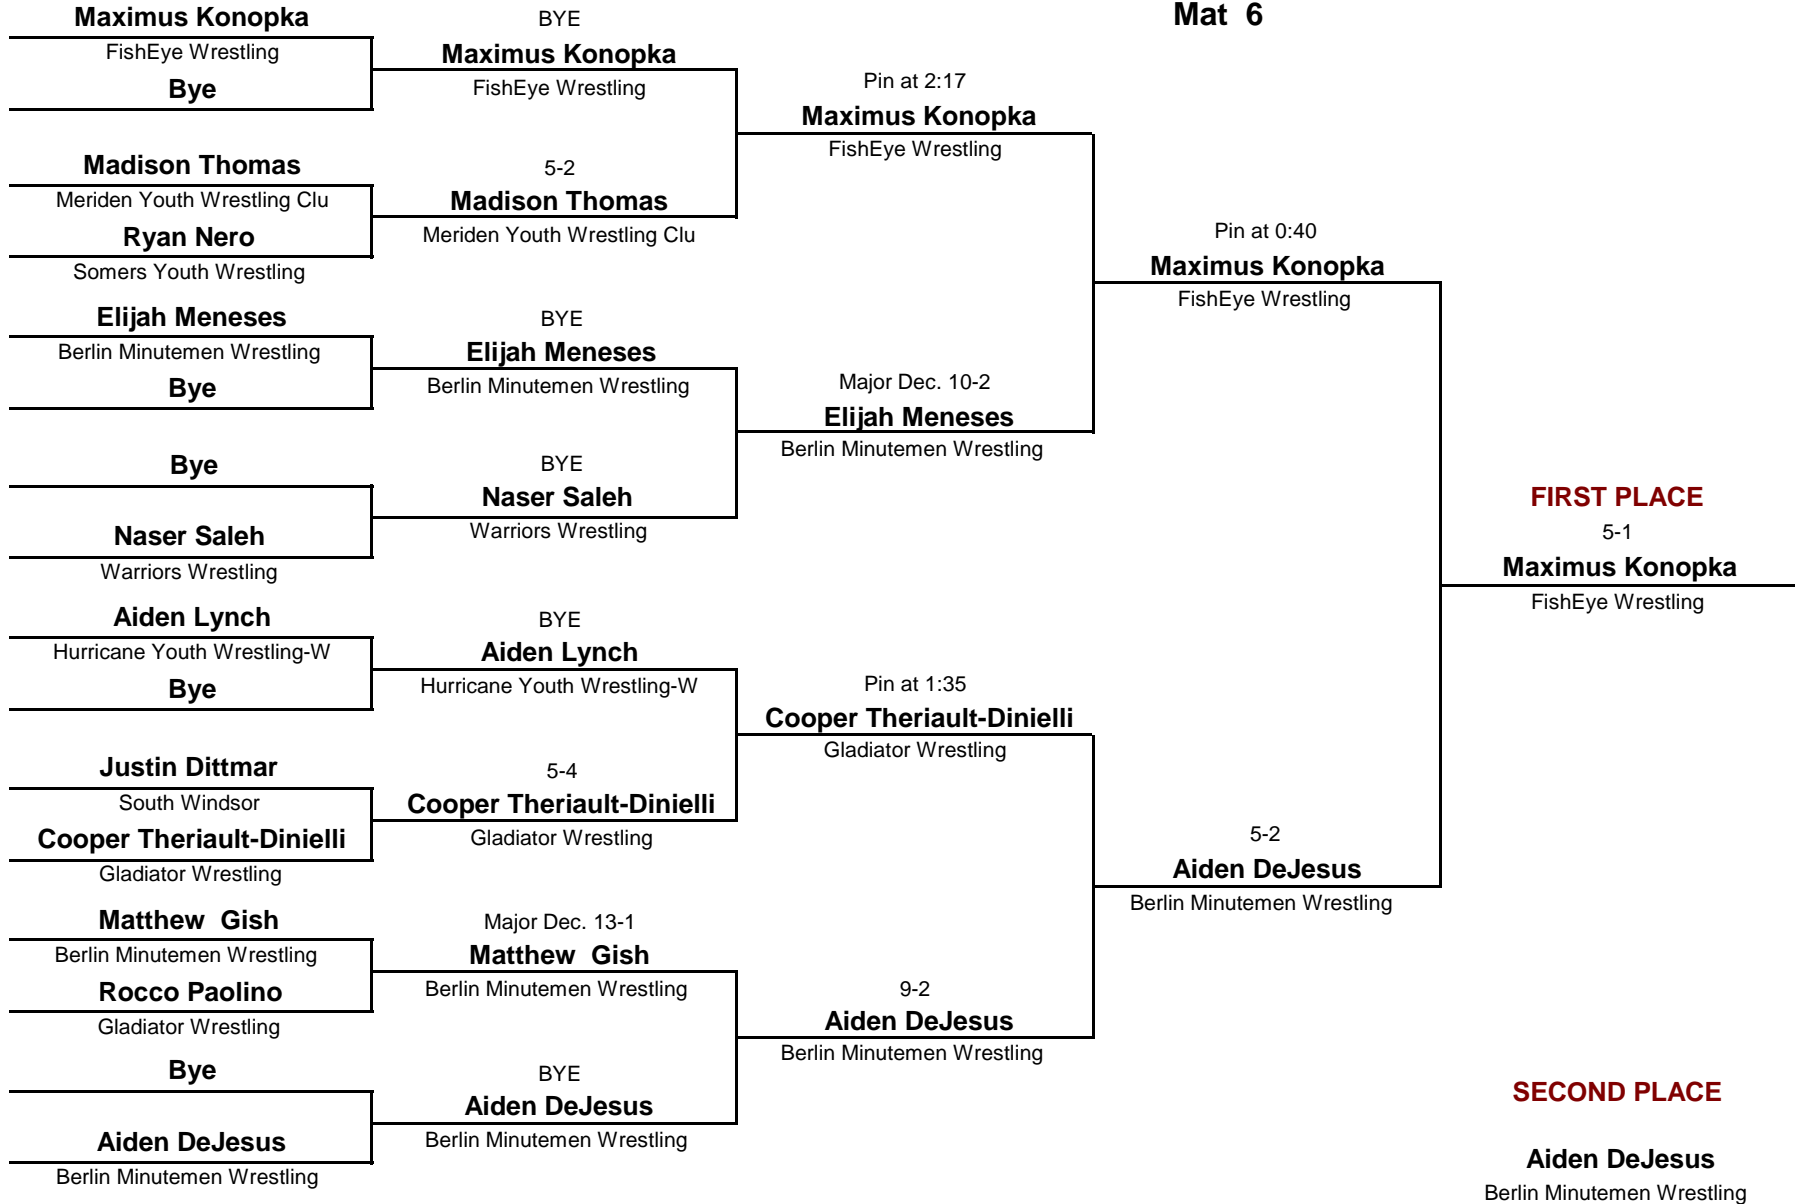 Mat  6
Maximus Konopka
FishEye Wrestling
Bye
Madison Thomas
Meriden Youth Wrestling Clu
Ryan Nero
Somers Youth Wrestling
Elijah Meneses
Berlin Minutemen Wrestling
Bye
Bye
Naser Saleh
Warriors Wrestling
Aiden Lynch
Hurricane Youth Wrestling-W
Bye
Justin Dittmar
South Windsor
Cooper Theriault-Dinielli
Gladiator Wrestling
Matthew  Gish
Berlin Minutemen Wrestling
Rocco Paolino
Gladiator Wrestling
Bye
Aiden DeJesus
Berlin Minutemen Wrestling
BYE
Maximus Konopka
FishEye Wrestling
5-2
Madison Thomas
Meriden Youth Wrestling Clu
BYE
Elijah Meneses
Berlin Minutemen Wrestling
BYE
Naser Saleh
Warriors Wrestling
BYE
Aiden Lynch
Hurricane Youth Wrestling-W
5-4
Cooper Theriault-Dinielli
Gladiator Wrestling
Major Dec. 13-1
Matthew  Gish
Berlin Minutemen Wrestling
BYE
Aiden DeJesus
Berlin Minutemen Wrestling
Pin at 2:17
Maximus Konopka
FishEye Wrestling
Major Dec. 10-2
Elijah Meneses
Berlin Minutemen Wrestling
Pin at 1:35
Cooper Theriault-Dinielli
Gladiator Wrestling
9-2
Aiden DeJesus
Berlin Minutemen Wrestling
Pin at 0:40
Maximus Konopka
FishEye Wrestling
5-2
Aiden DeJesus
Berlin Minutemen Wrestling
FIRST PLACE
5-1
Maximus Konopka
FishEye Wrestling
SECOND PLACE
Aiden DeJesus
Berlin Minutemen Wrestling